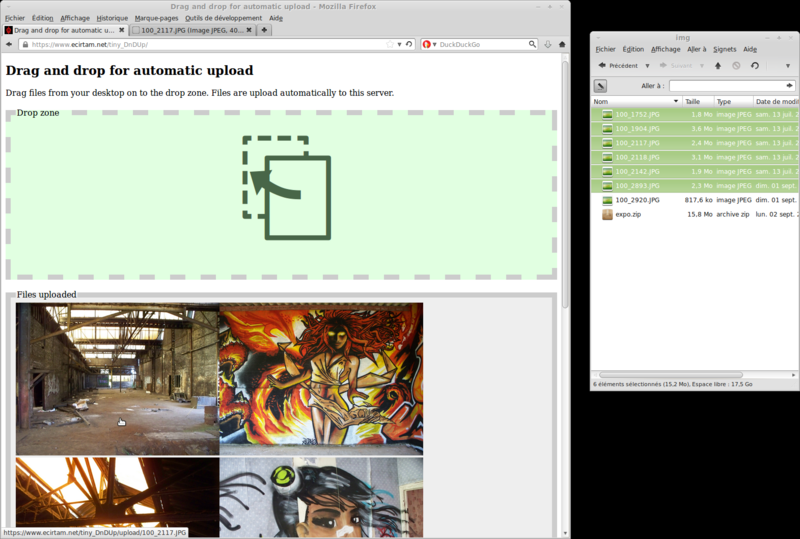 Drag and drop for automatic upload - Mozilla Firefox
Fichier Édition Affichage Historique Marque-pages Outils de développement Aide
Drag and drop for automatic u...
100_2117.JPG (Image JPEG, 40...
https://www.ecirtam.net/tiny_DnDUp/
DuckDuckGo
Drag and drop for automatic upload
Drag files from your desktop on to the drop zone. Files are upload automatically to this server.
Drop zone
Files uploaded
https://www.ecirtam.net/tiny_DnDUp/upload/100_2117.JPG
img
Fichier Édition Affichage Aller à Signets Aide
Précédent Suivant
Aller à :
Nom Taille Type Date de modif
100_1752.JPG 1,8 Mo image JPEG sam. 13 juil. 2
100_1904.JPG 3,6 Mo image JPEG sam. 13 juil. 2
100_2117.JPG 2,4 Mo image JPEG sam. 13 juil. 2
100_2118.JPG 3,1 Mo image JPEG sam. 13 juil. 2
100_2142.JPG 1,9 Mo image JPEG sam. 13 juil. 2
100_2893.JPG 2,3 Mo image JPEG dim. 01 sept.
100_2920.JPG 817,6 ko image JPEG dim. 01 sept.
expo.zip 15,8 Mo archive zip lun. 02 sept.
6 éléments sélectionnés (15,2 Mo), Espace libre : 17,5 Go